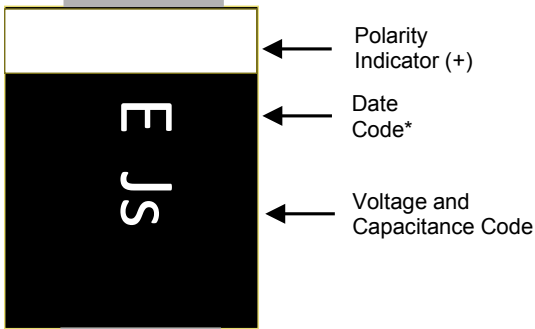 Polarity
Indicator (+)
Date
Code*
E
Js
Voltage and
Capacitance Code